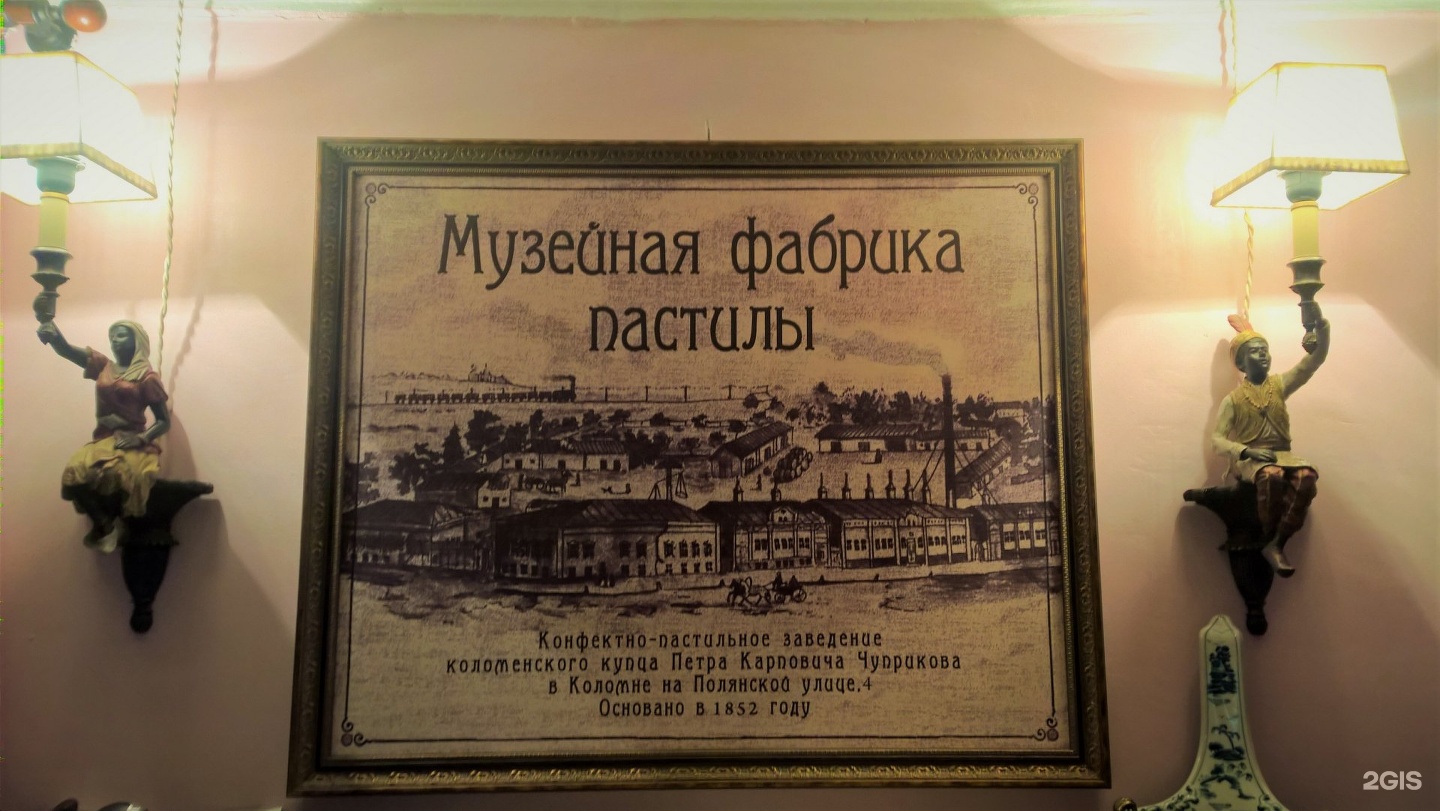 Музейная фабрика
пастилы
Конфектно-пастильное заведение
коломенского купца Петра Карповича Чуприкова
в Коломне на Полянской улице.4
Основано в 1852 году
2GIS